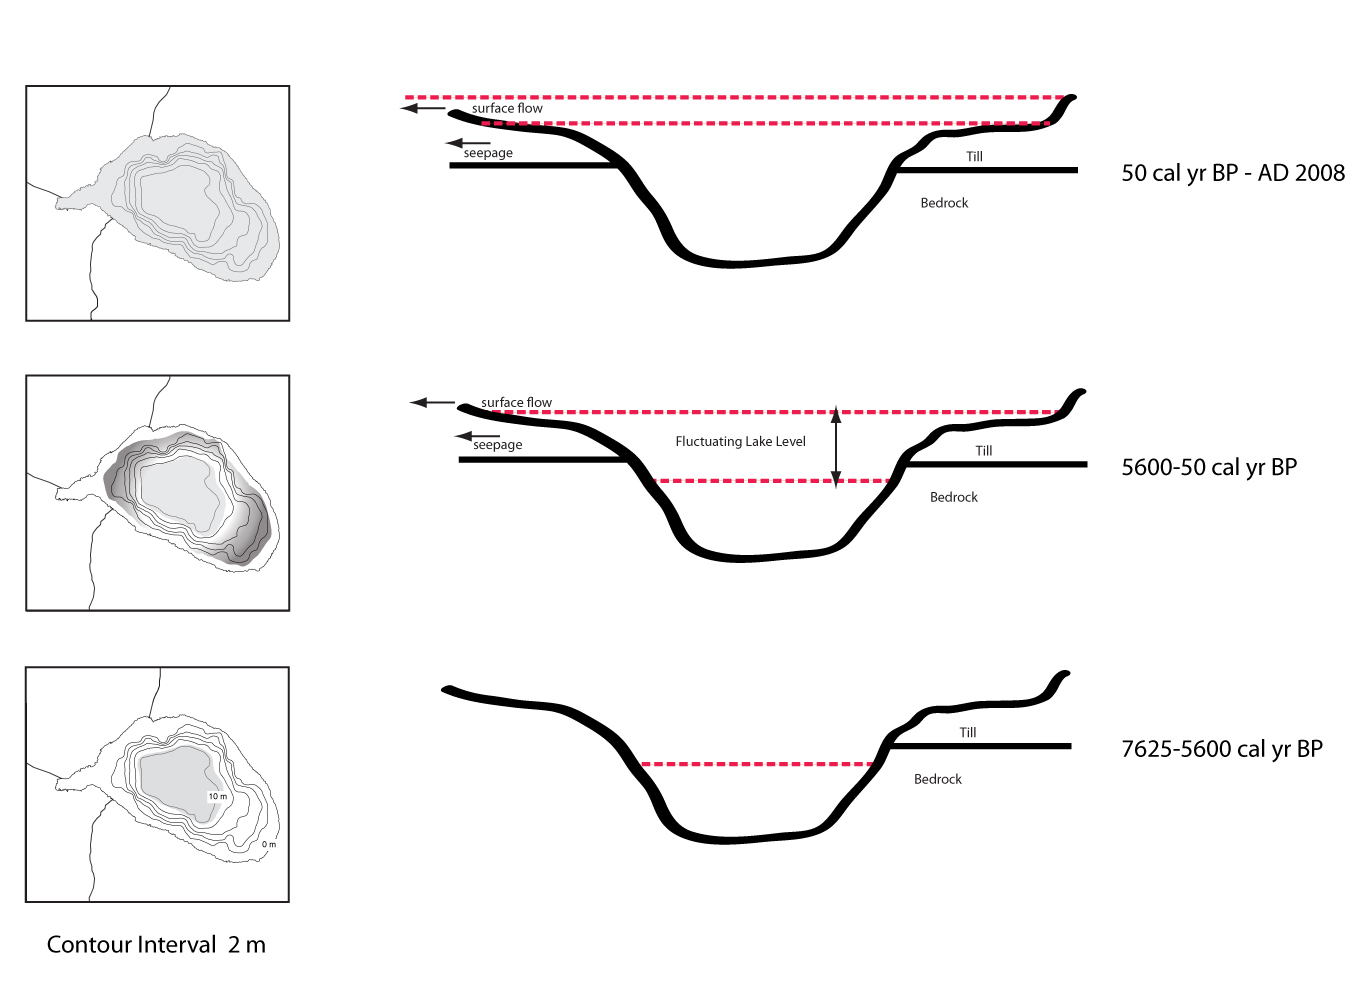 surface flow
seepage
Till
Bedrock
50 cal yr BP - AD 2008
surface flow
Fluctuating Lake Level
seepage
Till
Bedrock
5600-50 cal yr BP
Till
Bedrock
7625-5600 cal yr BP
10 m
0 m
Contour Interval 2 m